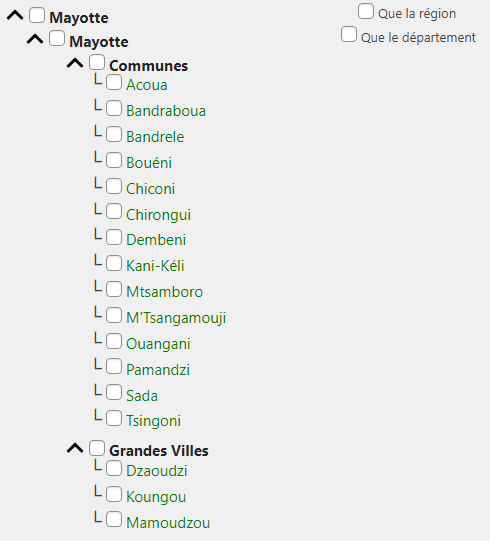 Mayotte
Que la région
Mayotte
Que le département
Communes
Acoua
Bandraboua
Bandrele
Bouéni
Chiconi
Chirongui
Dembeni
Kani-Kéli
Mtsamboro
M'Tsangamouji
Ouangani
Pamandzi
Sada
Tsingoni
Grandes Villes
Dzaoudzi
Koungou
Mamoudzou